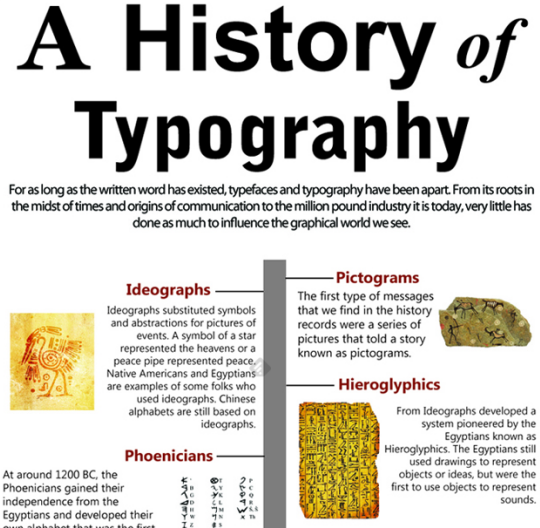 A History of
Typography
For as long as the written word has existed, typefaces and typography have been apart. From its roots in
the midst of times and origins of communication to the million pound industry it is today, very little has
done as much to influence the graphical world we see.
Pictograms
The first type of messages
that we find in the history
records were a series of
pictures that told a story
known as pictograms.
Ideographs
Ideographs substituted symbols
and abstractions for pictures of
events. A symbol of a star
represented the heavens or a
peace pipe represented peace.
Native Americans and Egyptians
are examples of some folks who
used ideographs. Chinese
alphabets are still based on
ideographs.
Hieroglyphics
From Ideographs developed a
system pioneered by the
Egyptians known as
Hieroglyphics. The Egyptians still
used drawings to represent
objects or ideas, but were the
first to use objects to represent
sounds.
Phoenicians
At around 1200 BC, the
Phoenicians gained their
independence from the
Egyptians and developed their
own alphabet that was the first